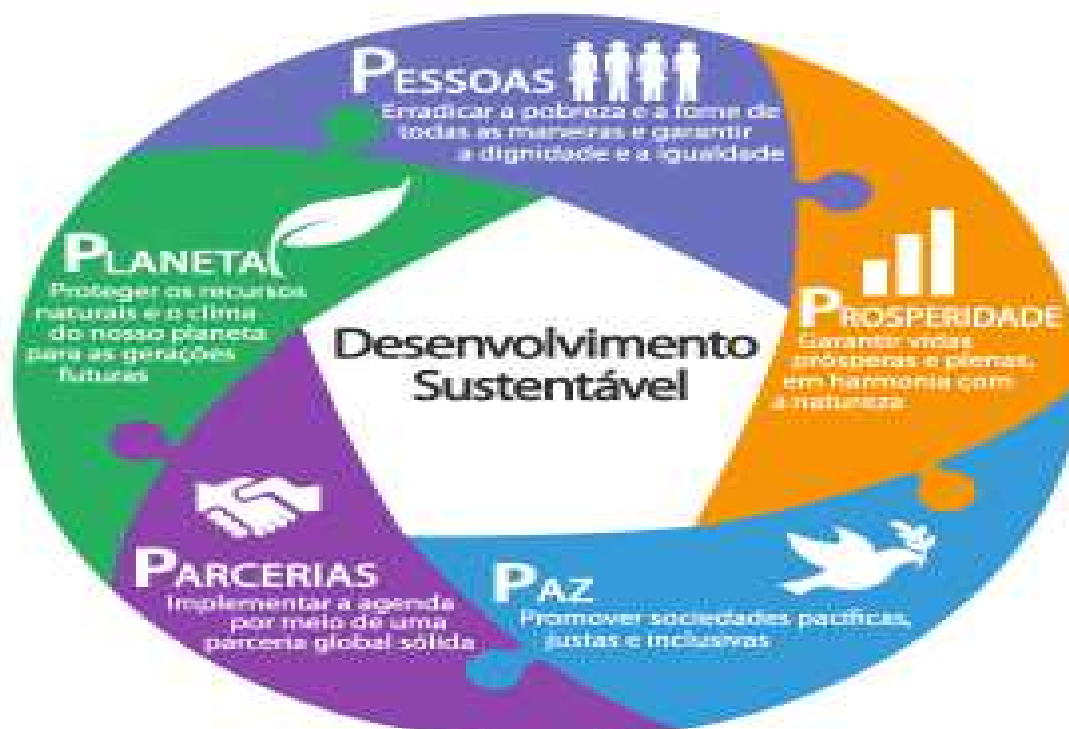 PESSOAS
Erradicar a pobreza e a fome de
todas as maneiras e garantir
a dignidade e a igualdade
PLANETA
Proteger os recursos
naturais e o clima
do nosso planeta
para as gerações
futuras
PROSPERIDADE
Garantir vidas
prósperas e plenas,
em harmonia com
a natureza
Desenvolvimento
Sustentável
PARCERIAS
Implementar a agenda
por meio de uma
parceria global sólida
PAZ
Promover sociedades pacíficas,
justas e inclusivas